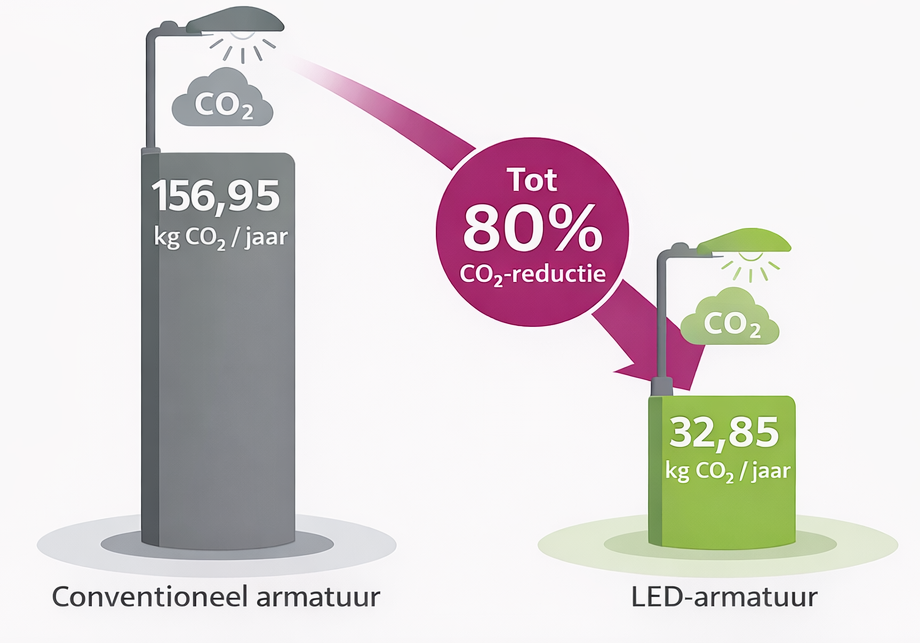 CO₂
156,95
kg CO₂ / jaar
Tot
80%
CO₂-reductie
CO₂
32,85
kg CO₂ / jaar
Conventioneel armatuur
LED-armatuur